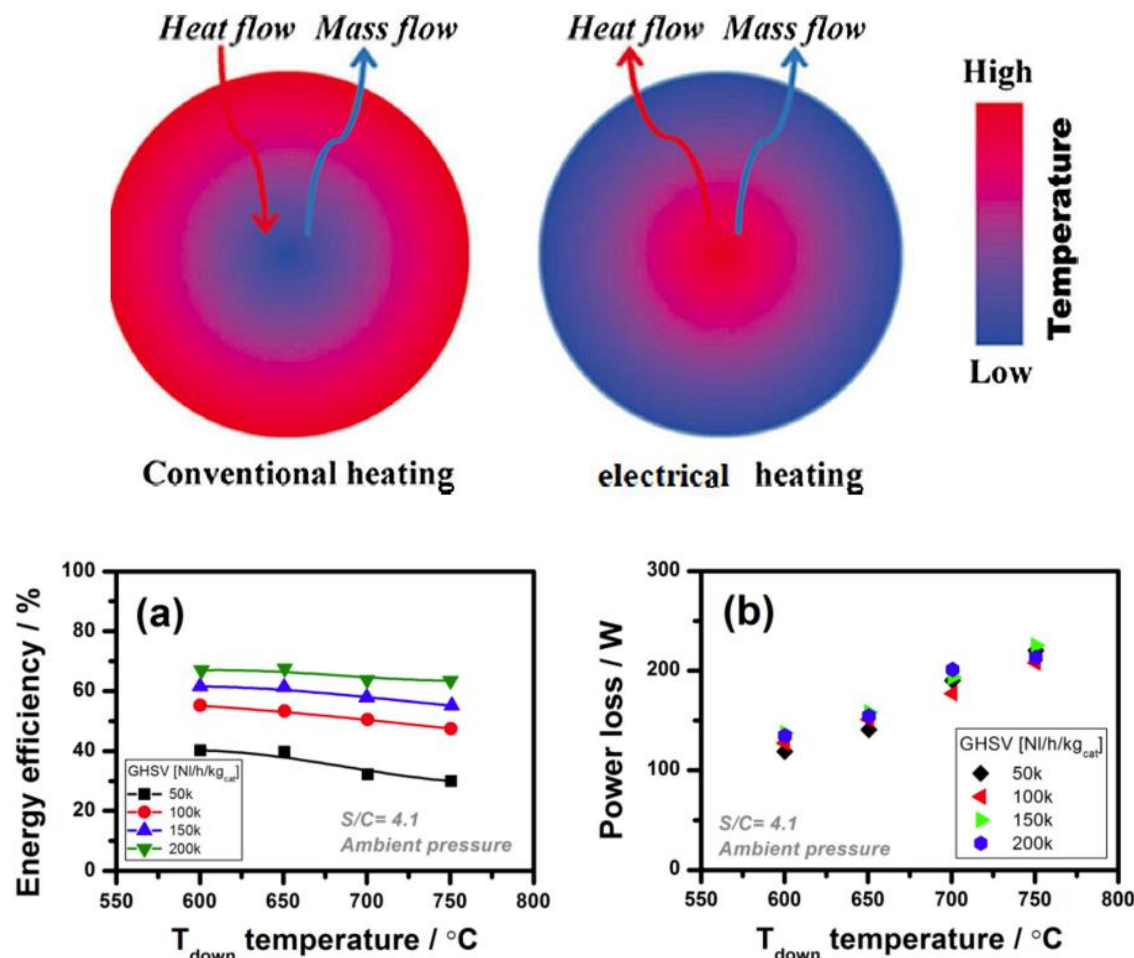 Heat flow Mass flow
Heat flow Mass flow
High
Temperature
Low
Conventional heating
electrical heating
(a)
Energy efficiency / %
100
80
60
40
20
0
GHSV [Nl/h/kgcat]
50k
100k
150k
200k
S/C= 4.1
Ambient pressure
550 600 650 700 750 800
Tdown temperature / °C
(b)
Power loss / W
300
200
100
0
S/C= 4.1
Ambient pressure
GHSV [Nl/h/kgcat]
50k
100k
150k
200k
550 600 650 700 750 800
Tdown temperature / °C